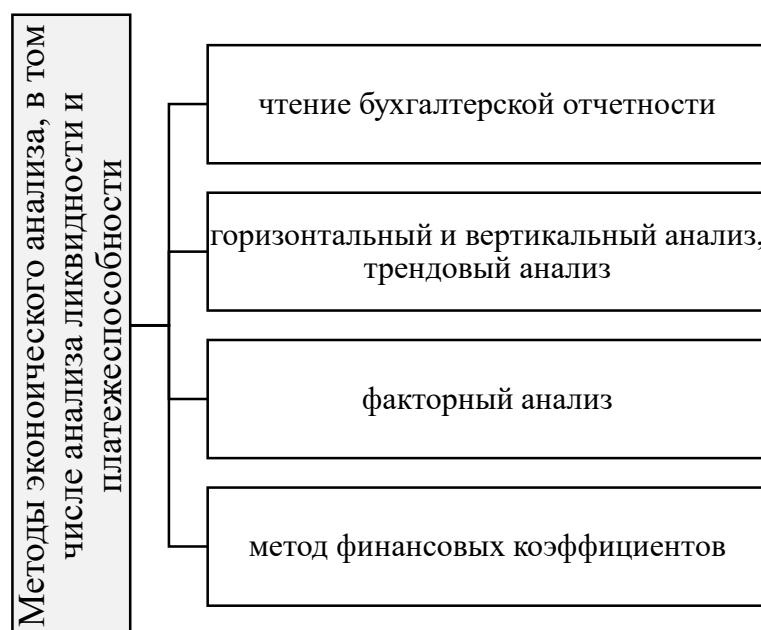 Методы эконоического анализа, в том
числе анализа ликвидности и
платежеспособности
чтение бухгалтерской отчетности
горизонтальный и вертикальный анализ,
трендовый анализ
факторный анализ
метод финансовых коэффициентов